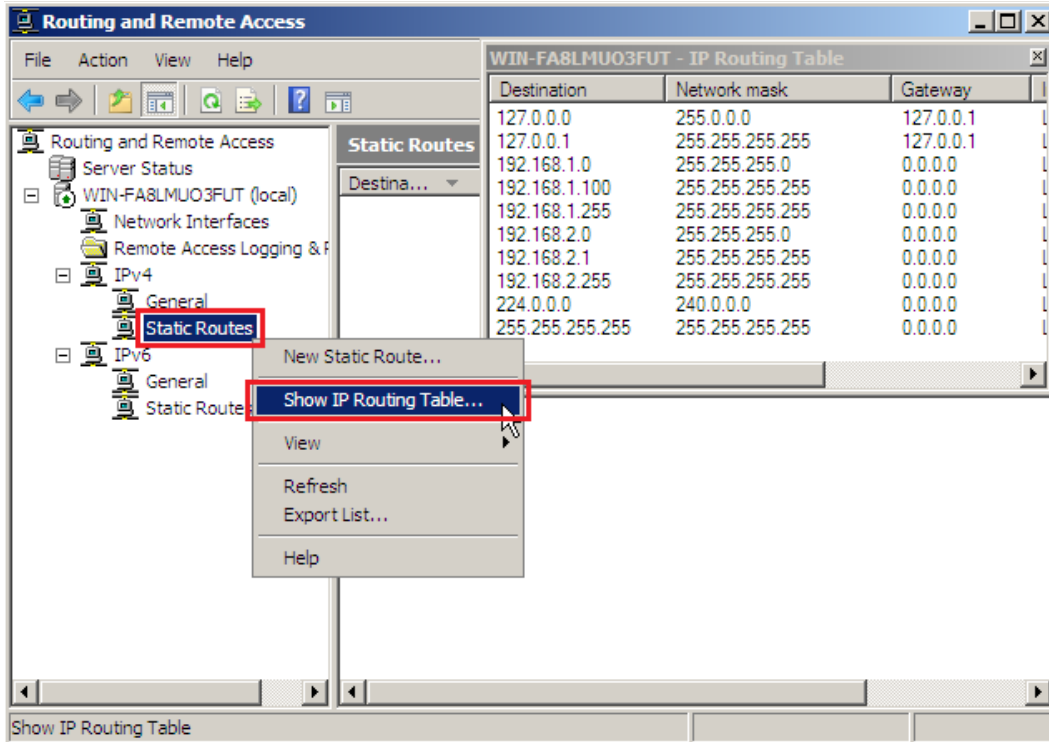 Routing and Remote Access
File Action View Help
Routing and Remote Access
Server Status
WIN-FA8LMUO3FUT (local)
Network Interfaces
Remote Access Logging &
IPv4
General
Static Routes
IPv6
General
Static Route
Static Routes
Destina...
WIN-FA8LMUO3FUT - IP Routing Table
Destination Network mask Gateway
127.0.0.0 255.0.0.0 127.0.0.1
127.0.0.1 255.255.255.255 127.0.0.1
192.168.1.0 255.255.255.0 0.0.0.0
192.168.1.100 255.255.255.255 0.0.0.0
192.168.1.255 255.255.255.255 0.0.0.0
192.168.2.0 255.255.255.0 0.0.0.0
192.168.2.1 255.255.255.255 0.0.0.0
192.168.2.255 255.255.255.255 0.0.0.0
224.0.0.0 240.0.0.0 0.0.0.0
255.255.255.255 255.255.255.255 0.0.0.0
New Static Route...
Show IP Routing Table...
View
Refresh
Export List...
Help
Show IP Routing Table